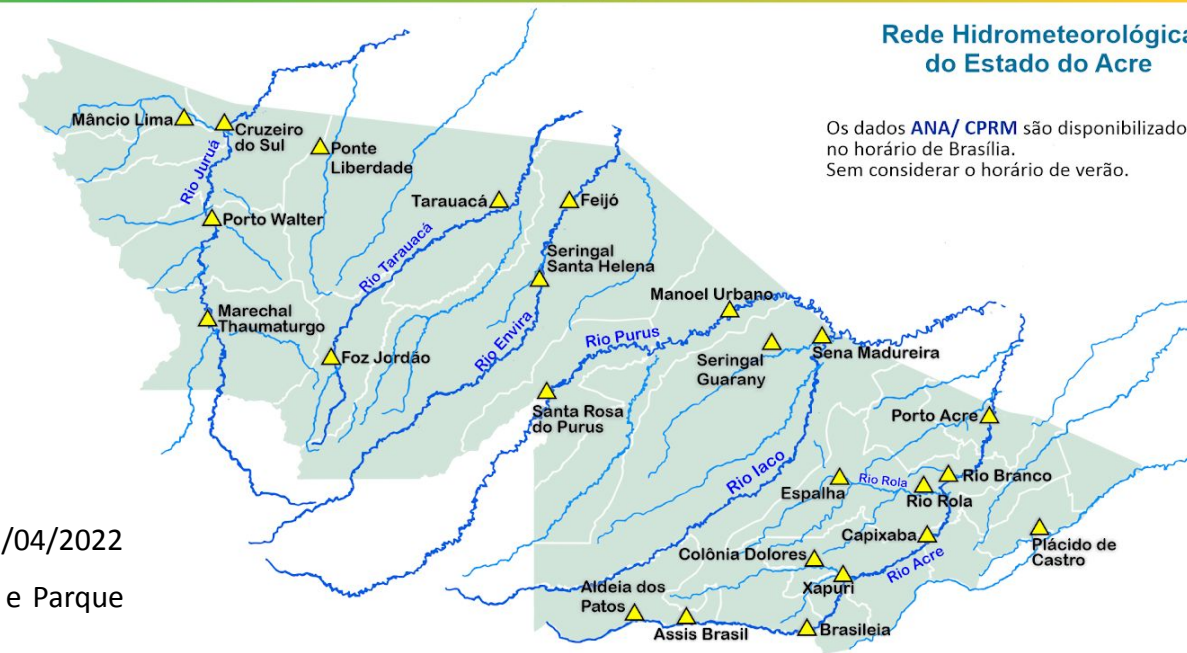 Rede Hidrometeorológica
do Estado do Acre
Os dados ANA/ CPRM são disponibilizado
no horário de Brasília.
Sem considerar o horário de verão.
Mâncio Lima
Cruzeiro
do Sul
Ponte
Liberdade
Rio Juruá
Porto Walter
Tarauacá
Feijó
Rio Tarauacá
Seringal
Santa Helena
Marechal
Thaumaturgo
Foz Jordão
Rio Envira
Manoel Urbano
Rio Purus
Seringal
Guarany
Sena Madureira
Santa Rosa
do Purus
Porto Acre
Rio Iaco
Espalha
Rio Rola
Rio Rola
Rio Branco
Capixaba
Plácido de
Castro
Colônia Dolores
Rio Acre
Xapuri
Aldeia dos
Patos
Assis Brasil
Brasileia
/04/2022
e Parque